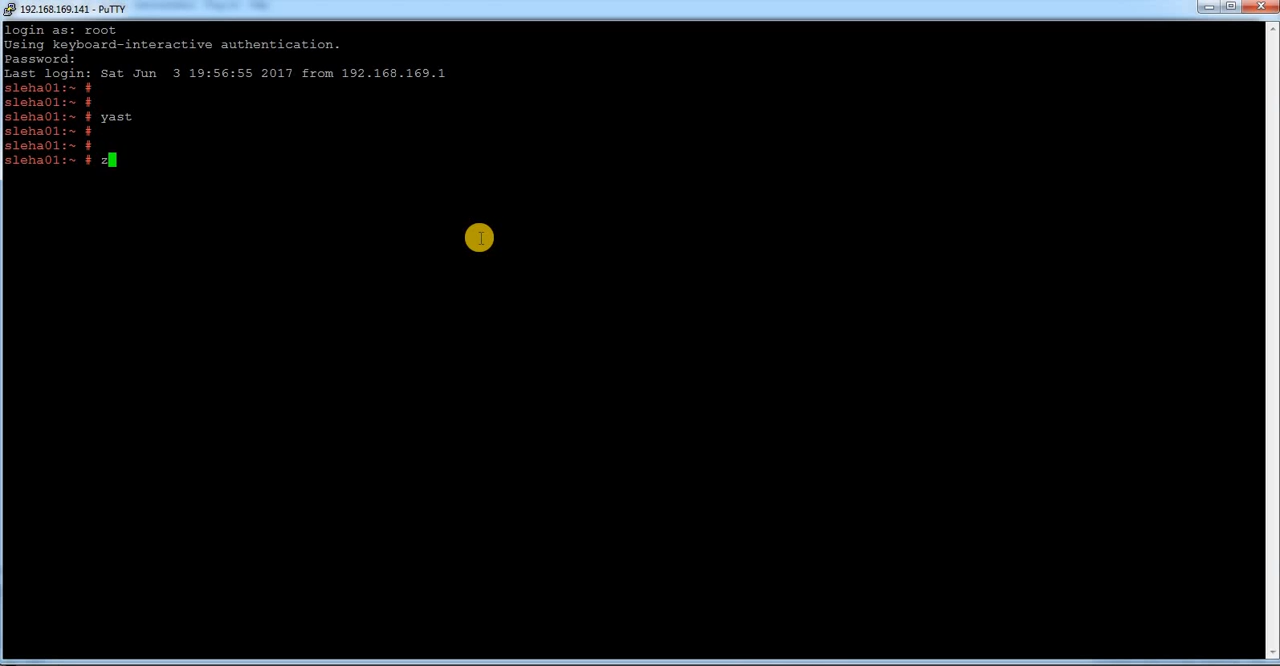 192.168.169.141 - PuTTY
login as: root
Using keyboard-interactive authentication.
Password:
Last login: Sat Jun  3 19:56:55 2017 from 192.168.169.1
sleha01:~ #
sleha01:~ #
sleha01:~ # yast
sleha01:~ #
sleha01:~ #
sleha01:~ # z